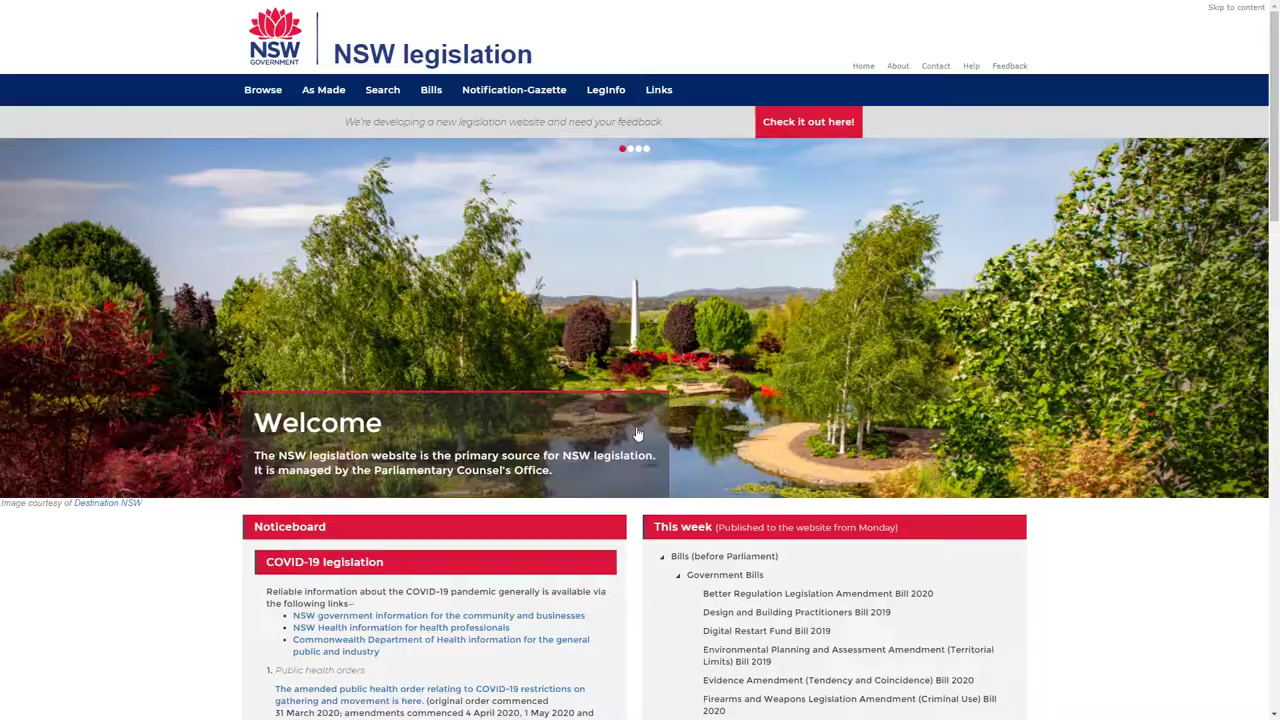 Skip to content
NSW
GOVERNMENT
NSW legislation
Home About Contact Help Feedback
Browse As Made Search Bills Notification-Gazette LegInfo Links
We're developing a new legislation website and need your feedback.
Check it out here!
Welcome
The NSW legislation website is the primary source for NSW legislation.
It is managed by the Parliamentary Counsel's Office.
Image courtesy of Destination NSW
Noticeboard
COVID-19 legislation
Reliable information about the COVID-19 pandemic generally is available via
the following links—
• NSW government information for the community and businesses
• NSW Health information for health professionals
• Commonwealth Department of Health information for the general
public and industry
1. Public health orders
The amended public health order relating to COVID-19 restrictions on
gathering and movement is here. (original order commenced
31 March 2020; amendments commenced 4 April 2020, 1 May 2020 and
This week (Published to the website from Monday)
Bills (before Parliament)
Government Bills
Better Regulation Legislation Amendment Bill 2020
Design and Building Practitioners Bill 2019
Digital Restart Fund Bill 2019
Environmental Planning and Assessment Amendment (Territorial
Limits) Bill 2019
Evidence Amendment (Tendency and Coincidence) Bill 2020
Firearms and Weapons Legislation Amendment (Criminal Use) Bill
2020